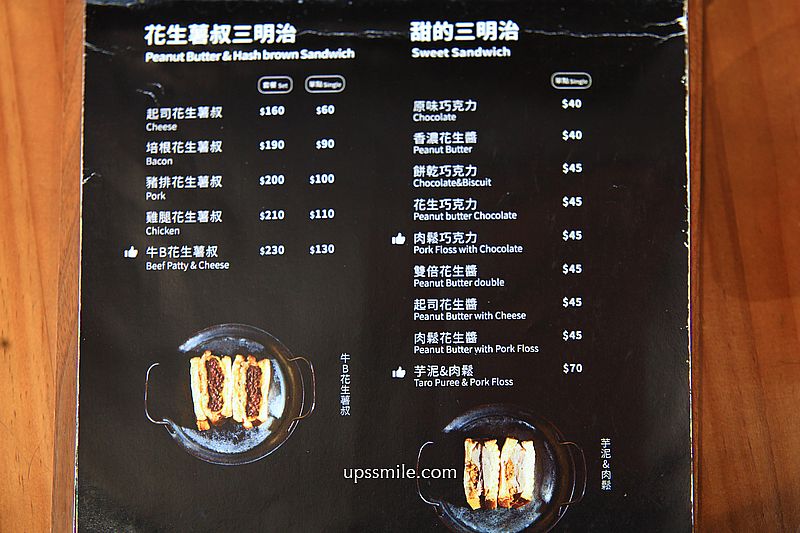 花生薯叔三明治
Peanut Butter & Hash brown Sandwich
套餐 Set
單點 Single
起司花生薯叔 $160 $60
Cheese
培根花生薯叔 $190 $90
Bacon
豬排花生薯叔 $200 $100
Pork
雞腿花生薯叔 $210 $110
Chicken
牛B花生薯叔 $230 $130
Beef Patty & Cheese
牛B花生薯叔
甜的三明治
Sweet Sandwich
單點 Single
原味巧克力 $40
Chocolate
香濃花生醬 $40
Peanut Butter
餅乾巧克力 $45
Chocolate&Biscuit
花生巧克力 $45
Peanut butter Chocolate
肉鬆巧克力 $45
Pork Floss with Chocolate
雙倍花生醬 $45
Peanut Butter double
起司花生醬 $45
Peanut Butter with Cheese
肉鬆花生醬 $45
Peanut Butter with Pork Floss
芋泥&肉鬆 $70
Taro Puree & Pork Floss
芋泥&肉鬆
upssmile.com